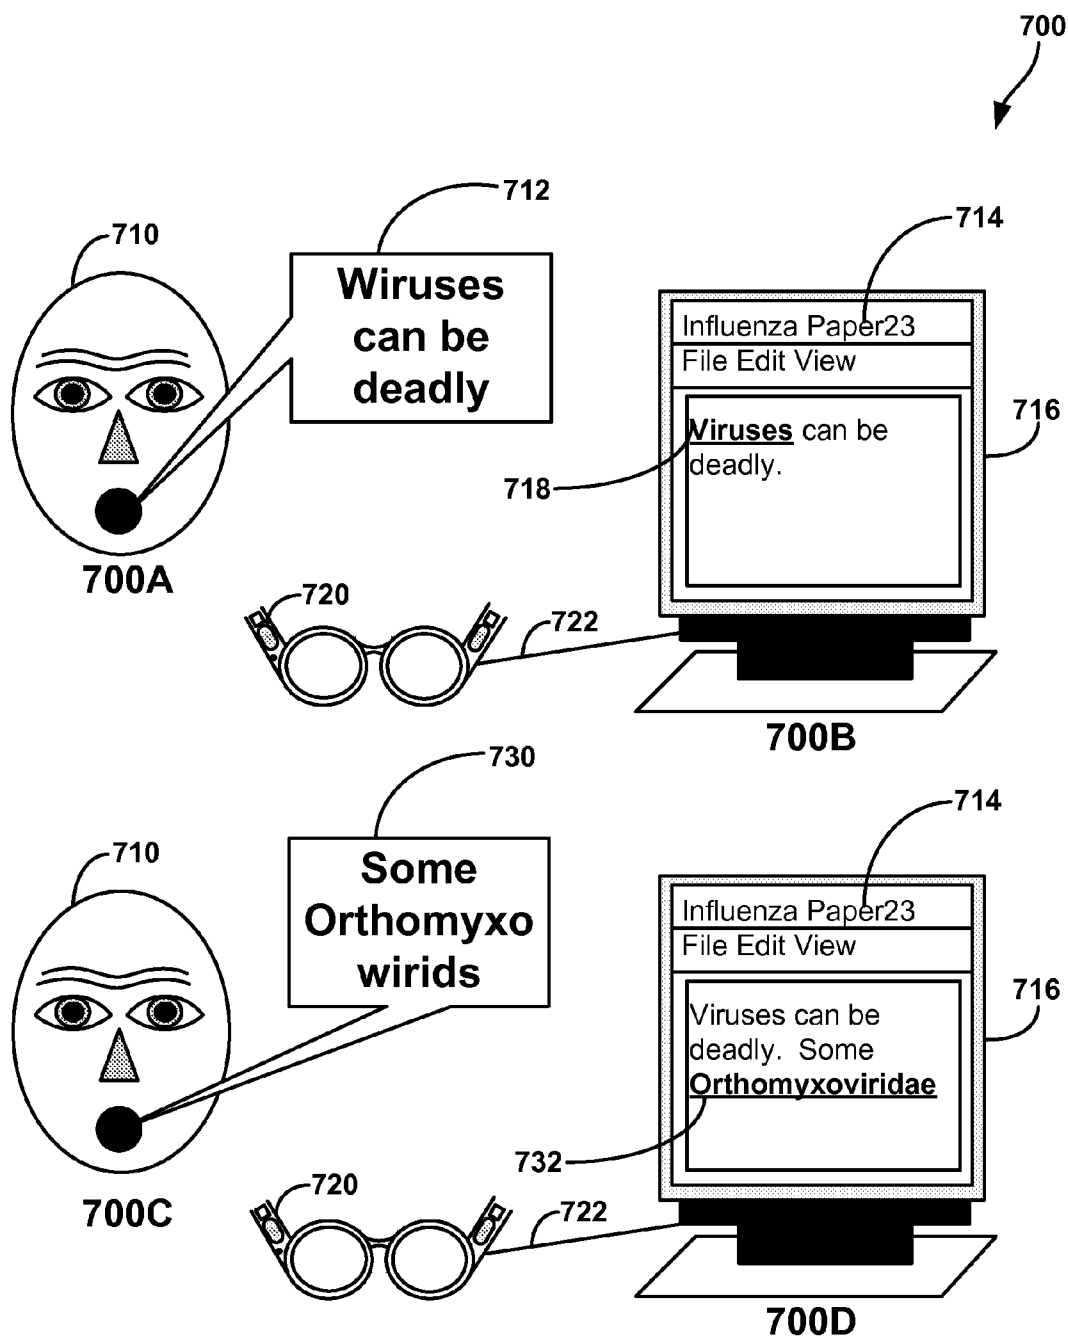 700
712
710
714
Wiruses
can be
deadly
Influenza Paper23
File Edit View
716
Viruses can be
deadly.
718
700A
720
722
700B
730
714
710
Some
Orthomyxo
wirids
Influenza Paper23
File Edit View
716
Viruses can be
deadly. Some
Orthomyxoviridae
732
720
700C
722
700D